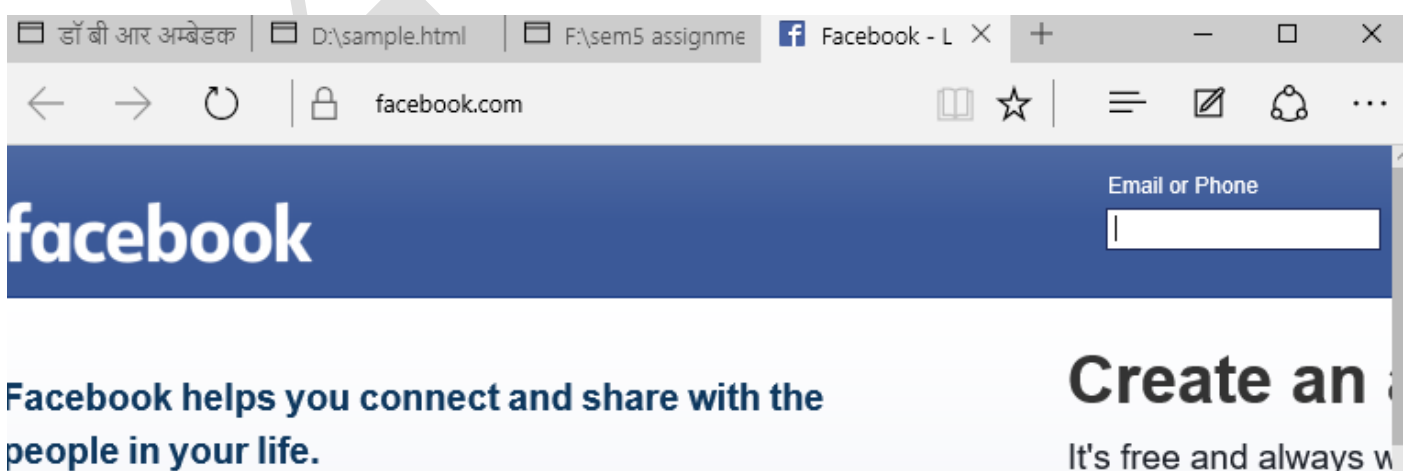 डॉ बी आर अम्बेडक D:\sample.html F:\sem5 assignme Facebook - L
facebook.com
Email or Phone
facebook
Create an
Facebook helps you connect and share with the
people in your life.
It's free and always